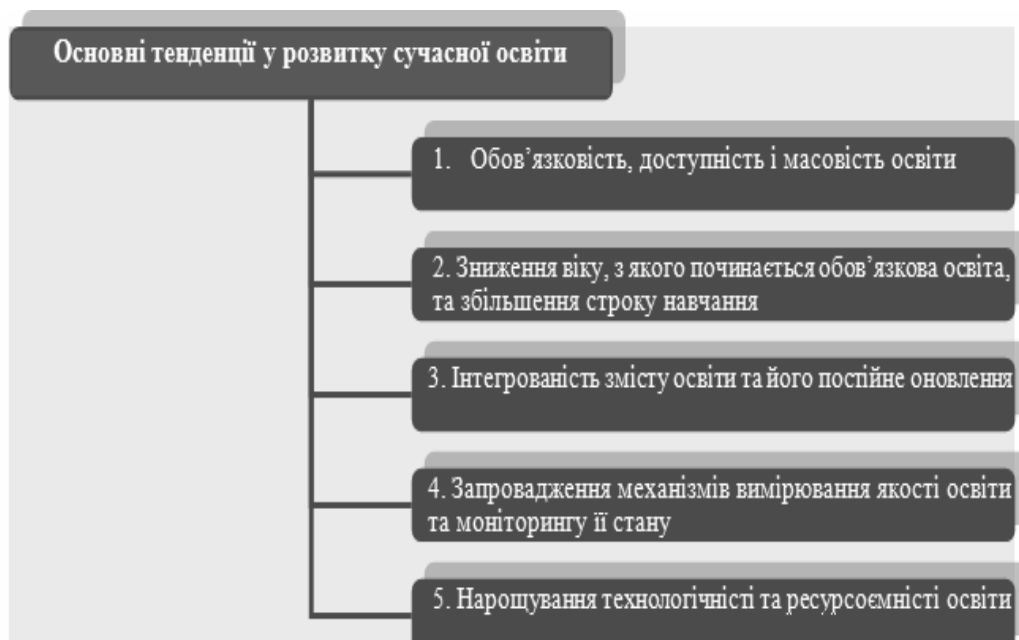 Основні тенденції у розвитку сучасної освіти
1. Обов’язковість, доступність і масовість освіти
2. Зниження віку, з якого починається обов’язкова освіта,
та збільшення строку навчання
3. Інтегрованість змісту освіти та його постійне оновлення
4. Запровадження механізмів вимірювання якості освіти
та моніторингу її стану
5. Нарощування технологічністі та ресурсоємністі освіти